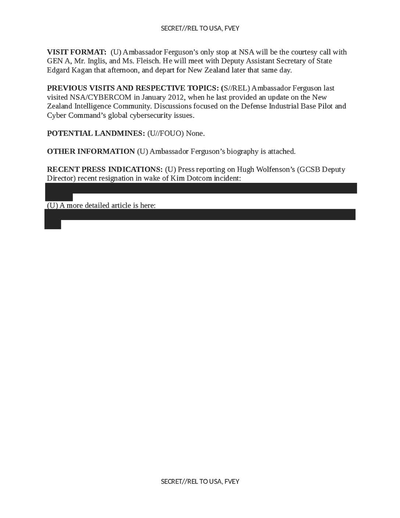 SECRET//REL TO USA, FVEY
VISIT FORMAT: (U) Ambassador Ferguson's only stop at NSA will be the courtesy call with
GEN A, Mr. Inglis, and Ms. Fleisch. He will meet with Deputy Assistant Secretary of State
Edgard Kagan that afternoon, and depart for New Zealand later that same day.
PREVIOUS VISITS AND RESPECTIVE TOPICS: (S//REL) Ambassador Ferguson last
visited NSA/CYBERCOM in January 2012, when he last provided an update on the New
Zealand Intelligence Community. Discussions focused on the Defense Industrial Base Pilot and
Cyber Command's global cybersecurity issues.
POTENTIAL LANDMINES: (U//FOUO) None.
OTHER INFORMATION (U) Ambassador Ferguson's biography is attached.
RECENT PRESS INDICATIONS: (U) Press reporting on Hugh Wolfenson's (GCSB Deputy
Director) recent resignation in wake of Kim Dotcom incident:
(U) A more detailed article is here:
SECRET//REL TO USA, FVEY